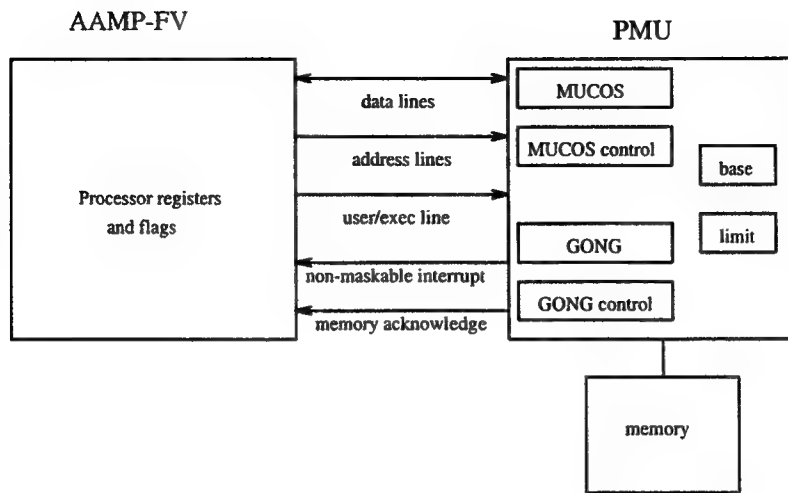 AAMP-FV
PMU
MUCOS
data lines
MUCOS control
address lines
base
Processor registers
and flags
user/exec line
GONG
limit
non-maskable interrupt
GONG control
memory acknowledge
memory